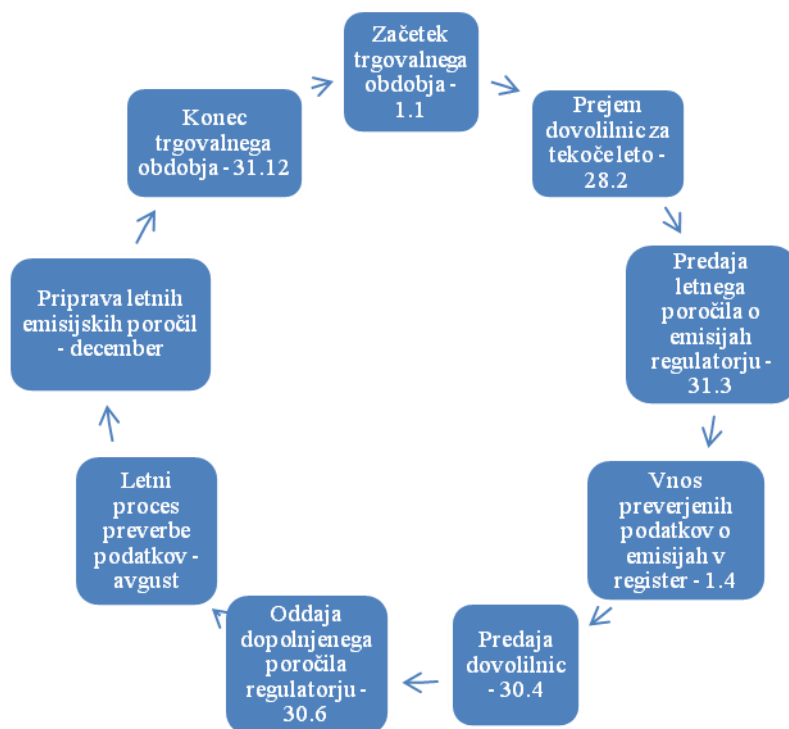 Začetek
trgovalnega
obdobja -
1.1
Prejem
dovolilnic za
tekoče leto -
28.2
Predaja
letnega
poročila o
emisijah
regulatorju -
31.3
Vnos
preverjenih
podatkov o
emisijah v
register - 1.4
Predaja
dovolilnic
- 30.4
Oddaja
dopolnjenega
poročila
regulatorju -
30.6
Letni
proces
preverbe
podatkov -
avgust
Priprava letnih
emisijskih poročil
- december
Konec
trgovalnega
obdobja - 31.12